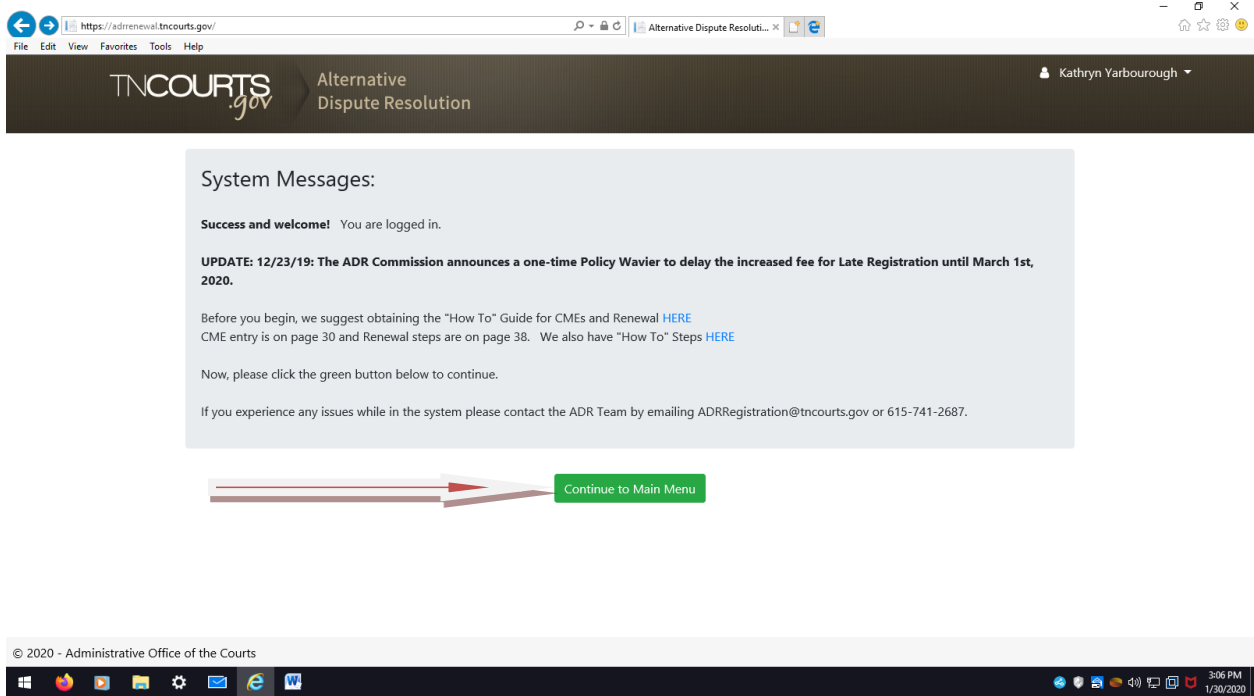 https://adrrenewal.tncourts.gov/
Alternative Dispute Resoluti...
File Edit View Favorites Tools Help
TNCOURTS
.gov
Alternative
Dispute Resolution
Kathryn Yarbourough
System Messages:
Success and welcome! You are logged in.
UPDATE: 12/23/19: The ADR Commission announces a one-time Policy Wavier to delay the increased fee for Late Registration until March 1st,
2020.
Before you begin, we suggest obtaining the "How To" Guide for CMEs and Renewal HERE
CME entry is on page 30 and Renewal steps are on page 38. We also have "How To" Steps HERE
Now, please click the green button below to continue.
If you experience any issues while in the system please contact the ADR Team by emailing ADRRegistration@tncourts.gov or 615-741-2687.
Continue to Main Menu
© 2020 - Administrative Office of the Courts
3:06 PM
1/30/2020